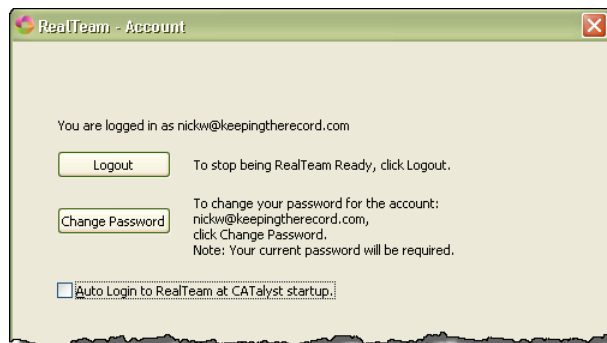 RealTeam - Account
You are logged in as nickw@keepingtherecord.com
Logout
To stop being RealTeam Ready, click Logout.
Change Password
To change your password for the account:
nickw@keepingtherecord.com,
click Change Password.
Note: Your current password will be required.
Auto Login to RealTeam at CATalyst startup.